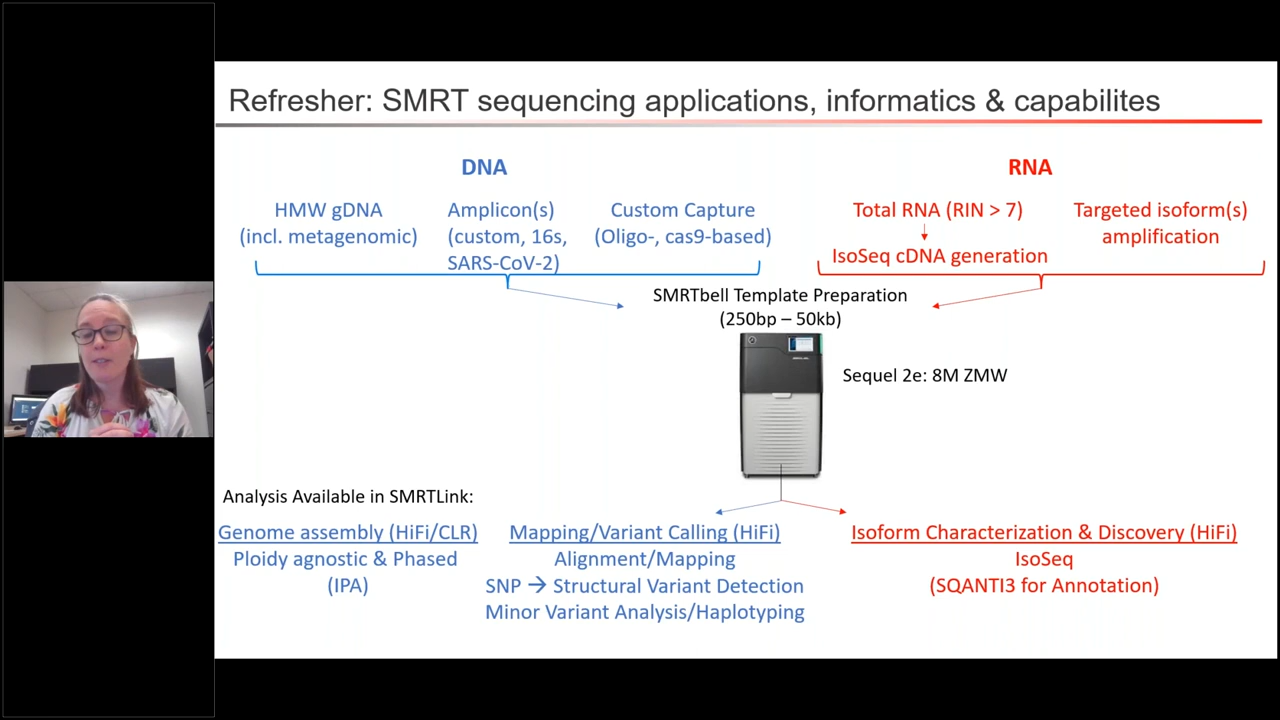 Refresher: SMRT sequencing applications, informatics & capabilites
DNA
HMW gDNA
(incl. metagenomic)
Amplicon(s)
(custom, 16s,
SARS-CoV-2)
Custom Capture
(Oligo-, cas9-based)
RNA
Total RNA (RIN > 7)
IsoSeq cDNA generation
Targeted isoform(s)
amplification
SMRTbell Template Preparation
(250bp – 50kb)
Sequel 2e: 8M ZMW
Analysis Available in SMRTLink:
Genome assembly (HiFi/CLR)
Ploidy agnostic & Phased
(IPA)
Mapping/Variant Calling (HiFi)
Alignment/Mapping
SNP → Structural Variant Detection
Minor Variant Analysis/Haplotyping
Isoform Characterization & Discovery (HiFi)
IsoSeq
(SQANTI3 for Annotation)